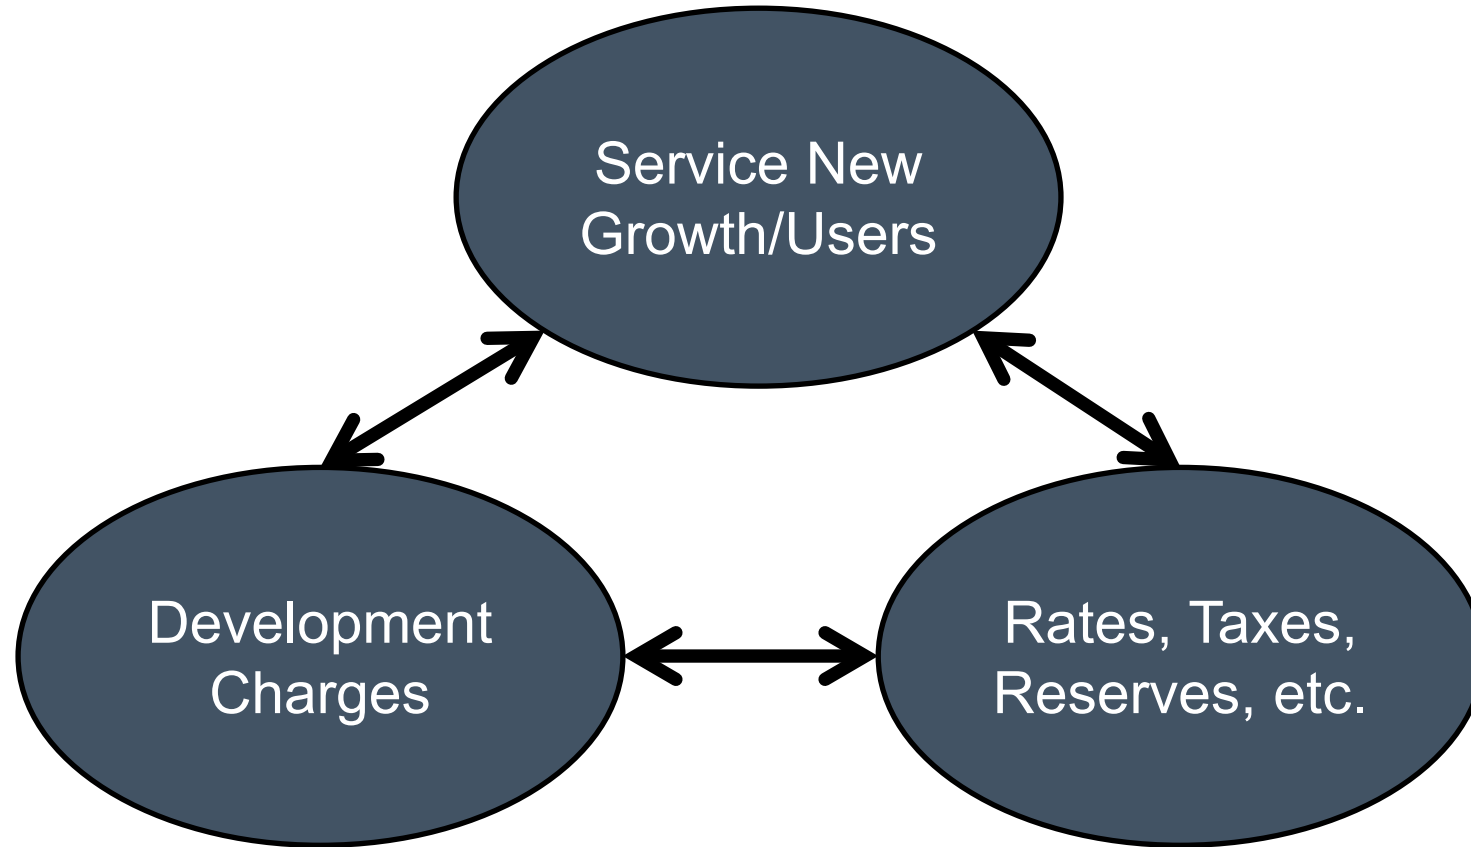 Service New
Growth/Users
Development
Charges
Rates, Taxes,
Reserves, etc.